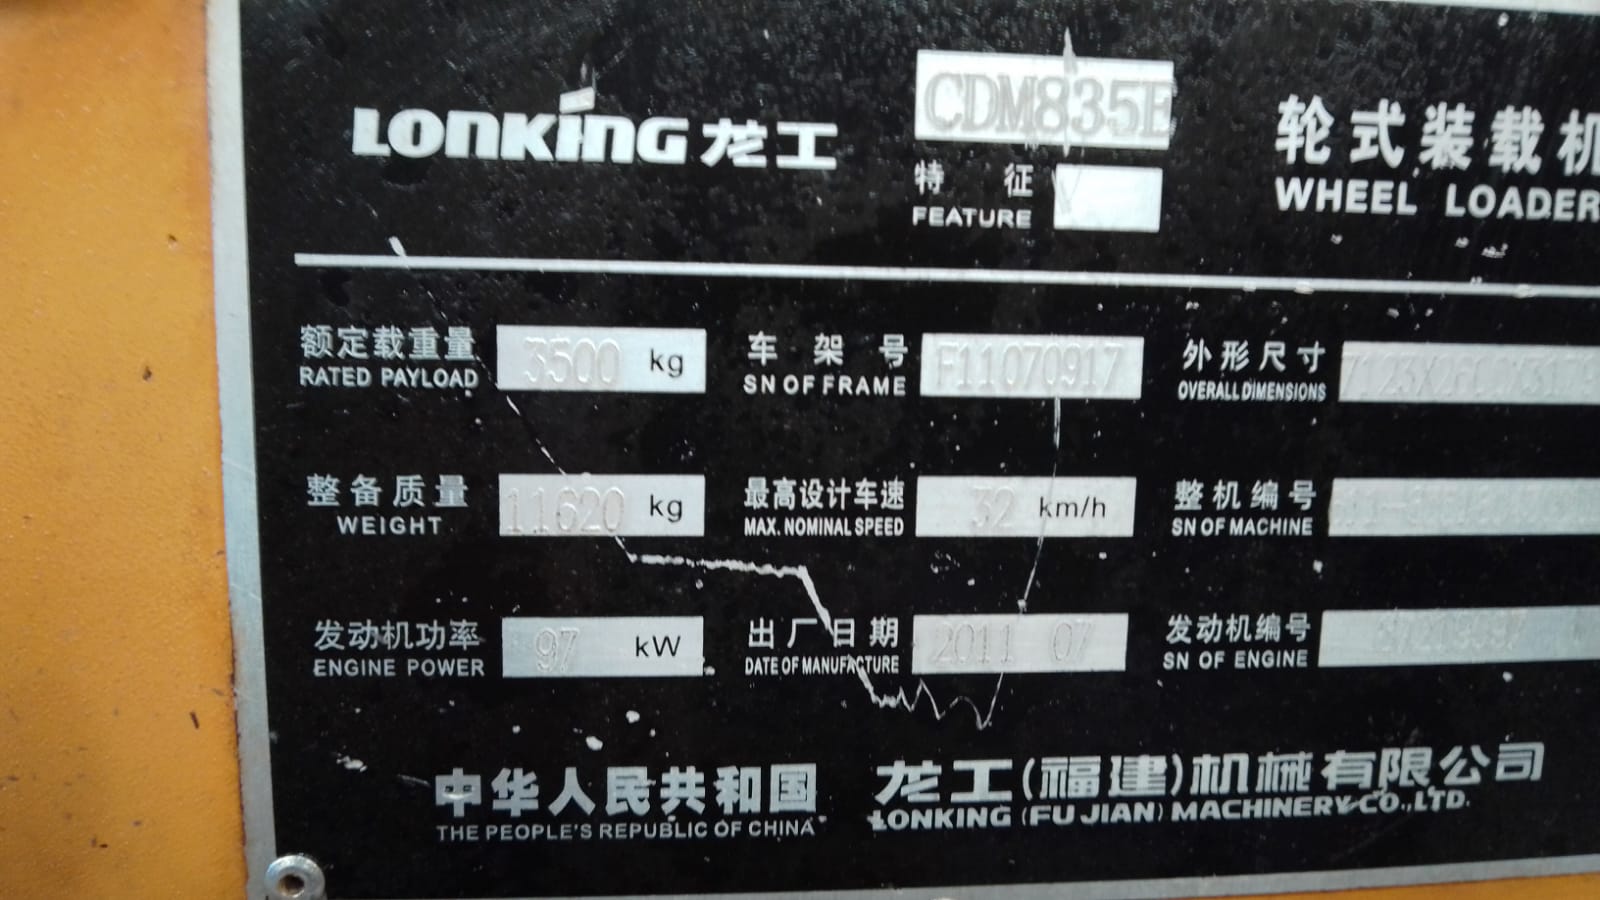 LONKING 龙工
CDM835E
特 征
FEATURE
轮式装载机
WHEEL LOADER
额定载重量
RATED PAYLOAD
3500 kg
车架号
SN OF FRAME
F11070917
外形尺寸
OVERALL DIMENSIONS
整备质量
WEIGHT
11620 kg
最高设计车速
MAX. NOMINAL SPEED
32 km/h
整机编号
SN OF MACHINE
发动机功率
ENGINE POWER
97 kW
出厂日期
DATE OF MANUFACTURE
2011 07
发动机编号
SN OF ENGINE
中华人民共和国
THE PEOPLE'S REPUBLIC OF CHINA
龙工(福建)机械有限公司
LONKING (FUJIAN) MACHINERY CO.,LTD.